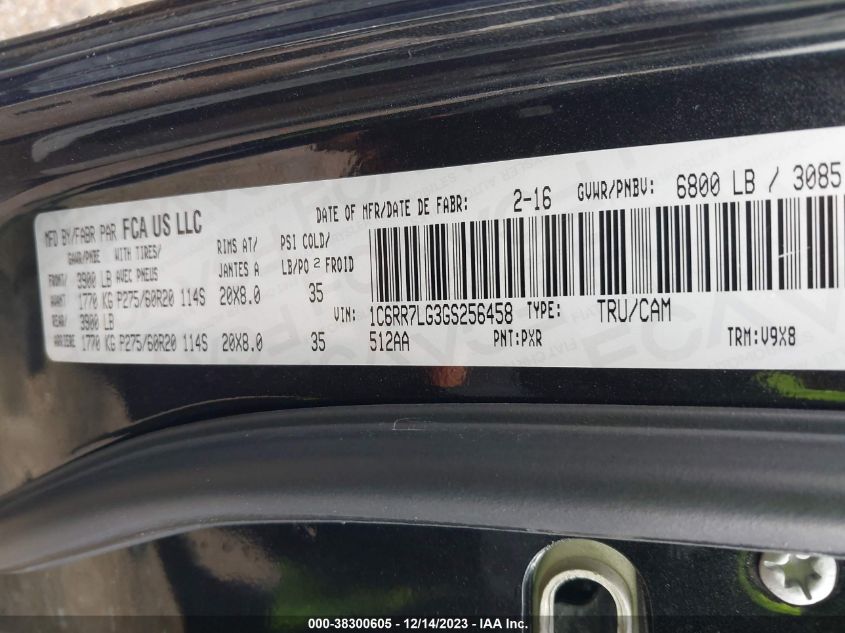 MFD BY/FABR PAR FCA US LLC
DATE OF MFR/DATE DE FABR: 2-16 GVWR/PNBV: 6800 LB / 3085
GAWR/PNBE WITH TIRES/ RIMS AT/ PSI COLD/
FRONT/ 3900 LB AVEC PNEUS JANTES A LB/PO2 FROID
AVANT 1770 KG P275/60R20 114S 20X8.0 35
REAR/ 3900 LB
ARRIERE 1770 KG P275/60R20 114S 20X8.0 35
VIN: 1C6RR7LG3GS256458 TYPE: TRU/CAM
512AA PNT:PXR TRM:V9X8
000-38300605 - 12/14/2023 - IAA Inc.